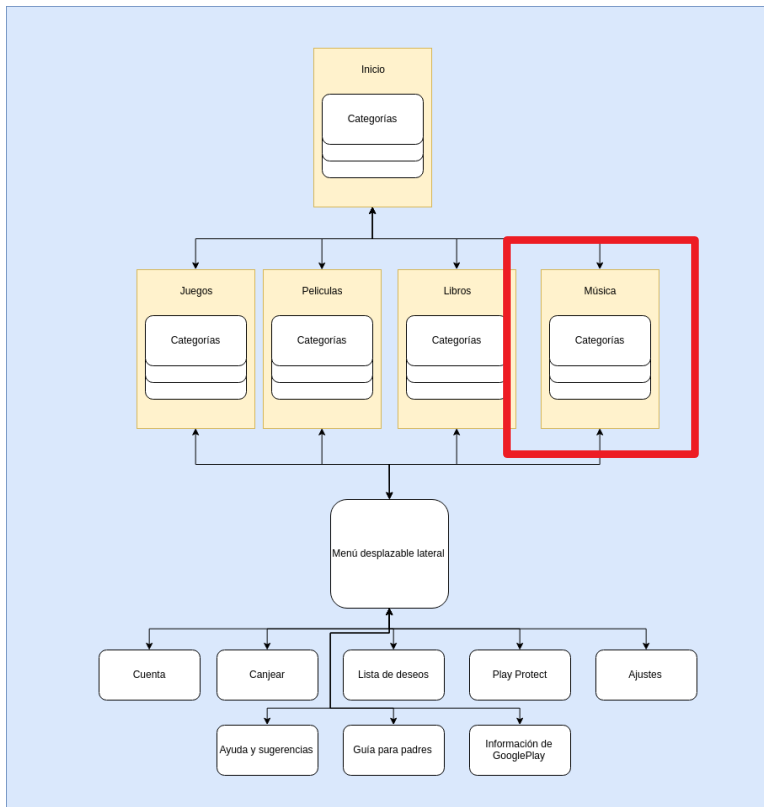 Inicio
Categorías
Juegos
Peliculas
Libros
Música
Categorías
Categorías
Categorías
Categorías
Menú desplazable lateral
Cuenta
Canjear
Lista de deseos
Play Protect
Ajustes
Ayuda y sugerencias
Guía para padres
Información de
GooglePlay